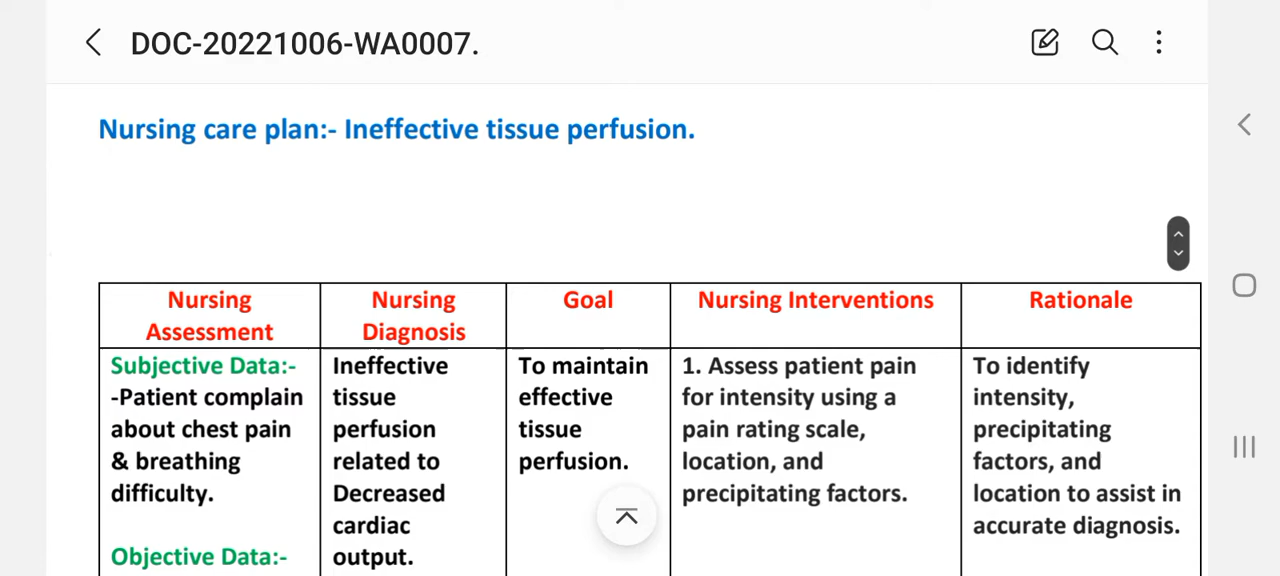 DOC-20221006-WA0007.
Nursing care plan:- Ineffective tissue perfusion.
Nursing
Assessment
Nursing
Diagnosis
Goal
Nursing Interventions
Rationale
Subjective Data:-
-Patient complain
about chest pain
& breathing
difficulty.
Objective Data:-
Ineffective
tissue
perfusion
related to
Decreased
cardiac
output.
To maintain
effective
tissue
perfusion.
1. Assess patient pain
for intensity using a
pain rating scale,
location, and
precipitating factors.
To identify
intensity,
precipitating
factors, and
location to assist in
accurate diagnosis.